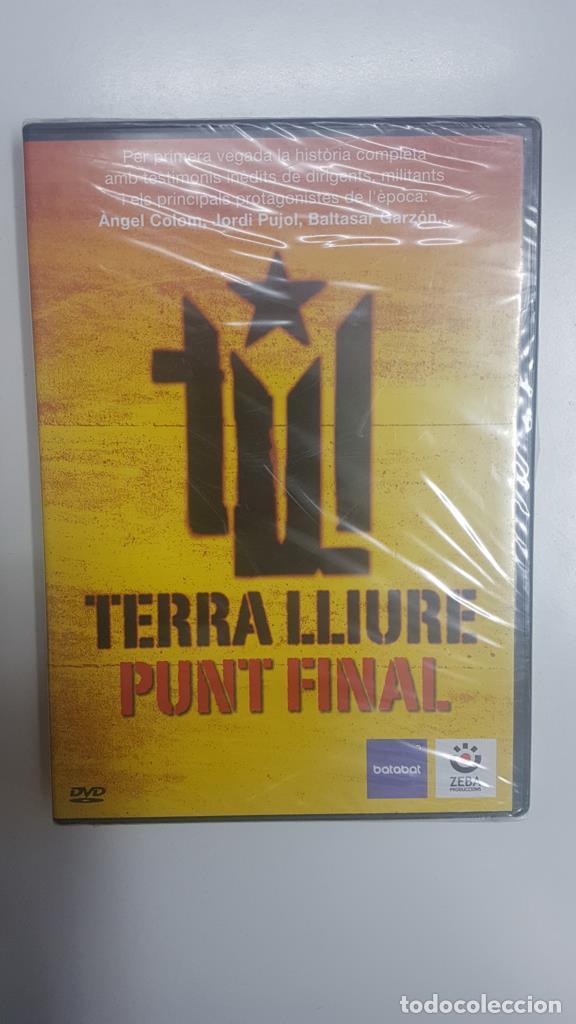 Per primera vegada la història completa
amb testimonis inèdits de dirigents, militants
i els principals protagonistes de l'època:
Àngel Colom, Jordi Pujol, Baltasar Garzón...
TERRA LLIURE
PUNT FINAL
DVD
batabat
ZEBA
PRODUCCIONS
todocoleccion